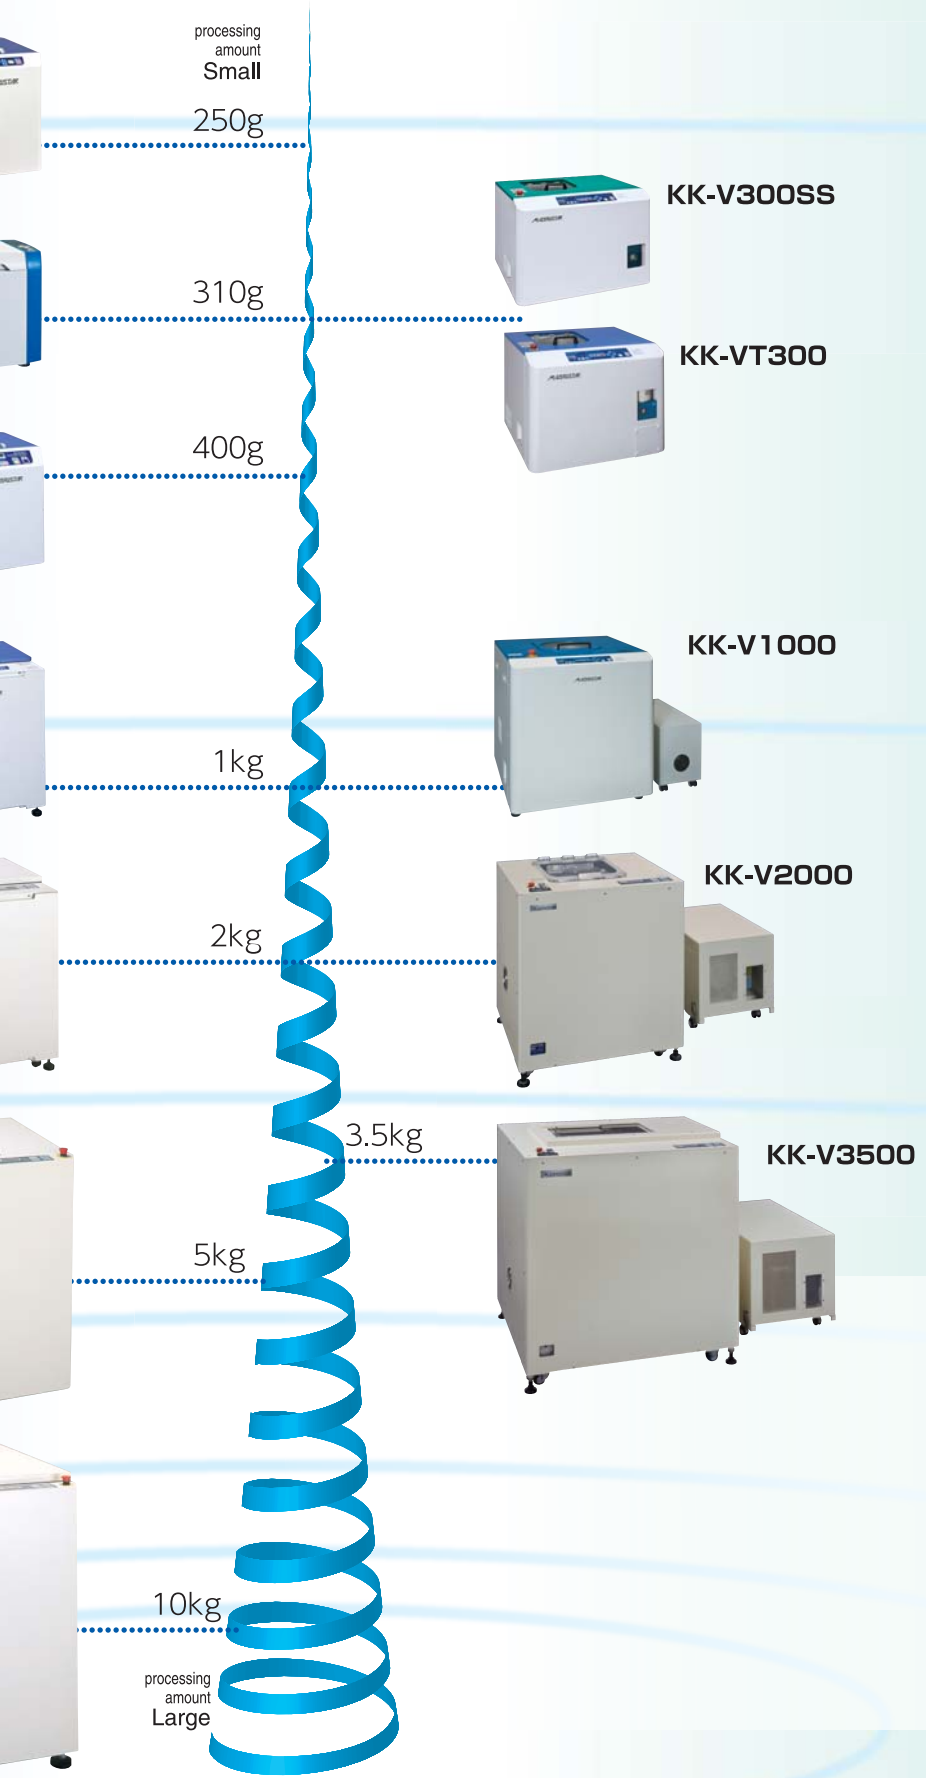 processing
amount
Small
250g
KK-V300SS
310g
KK-VT300
400g
KK-V1000
1kg
KK-V2000
2kg
3.5kg
KK-V3500
5kg
10kg
processing
amount
Large